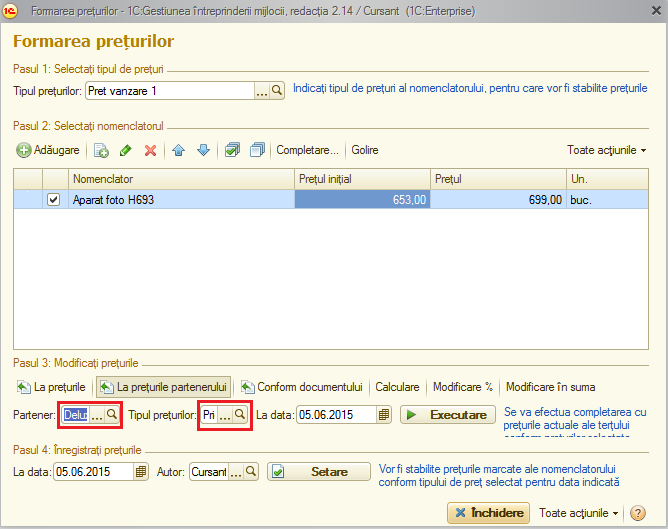 Formarea prețurilor - 1C:Gestiunea întreprinderii mijlocii, redacția 2.14 / Cursant (1C:Enterprise)
Formarea prețurilor
Pasul 1: Selectați tipul de prețuri
Tipul prețurilor: Pret vanzare 1 ... Indicați tipul de prețuri al nomenclatorului, pentru care vor fi stabilite prețurile
Pasul 2: Selectați nomenclatorul
Adăugare Completare... Golire Toate acțiunile
Nomenclator Prețul inițial Prețul Un.
Aparat foto H693 653,00 699,00 buc.
Pasul 3: Modificați prețurile
La prețurile La prețurile partenerului Conform documentului Calculare Modificare % Modificare în suma
Partener: Delu ... Tipul prețurilor: Pri ... La data: 05.06.2015 Executare Se va efectua completarea cu
prețurile actuale ale terțului
conform prețurilor selectate
Pasul 4: Înregistrați prețurile
La data: 05.06.2015 Autor: Cursant ... Setare Vor fi stabilite prețurile marcate ale nomenclatorului
conform tipului de preț selectat pentru data indicată
Închidere Toate acțiunile ?